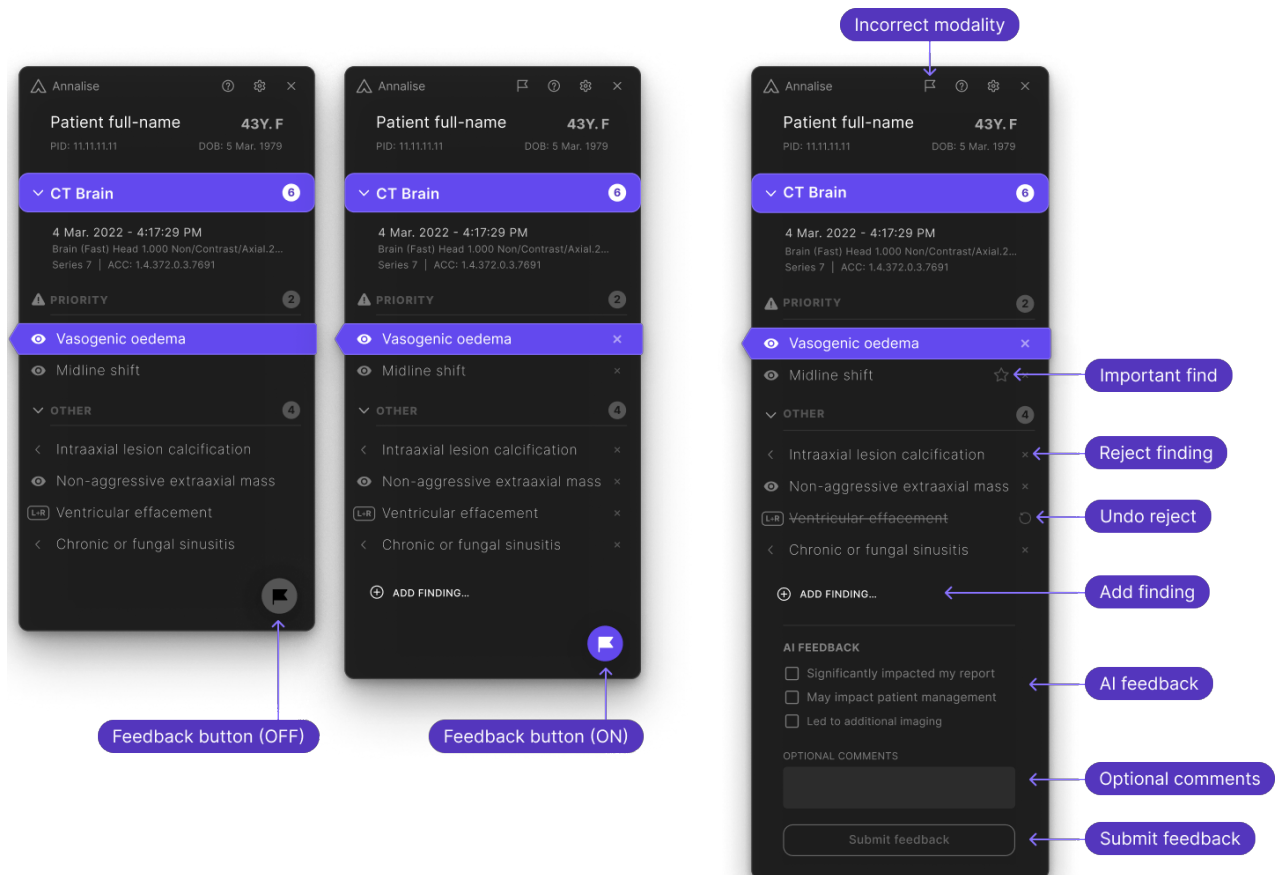 Incorrect modality
Annalise
Patient full-name
43Y. F
PID: 11.11.11.11
DOB: 5 Mar. 1979
CT Brain
6
4 Mar. 2022 - 4:17:29 PM
Brain (Fast) Head 1.000 Non/Contrast/Axial.2...
Series 7 | ACC: 1.4.372.0.3.7691
PRIORITY
2
Vasogenic oedema
Midline shift
OTHER
4
Intraaxial lesion calcification
Non-aggressive extraaxial mass
L+R Ventricular effacement
Chronic or fungal sinusitis
Feedback button (OFF)
Annalise
Patient full-name
43Y. F
PID: 11.11.11.11
DOB: 5 Mar. 1979
CT Brain
6
4 Mar. 2022 - 4:17:29 PM
Brain (Fast) Head 1.000 Non/Contrast/Axial.2...
Series 7 | ACC: 1.4.372.0.3.7691
PRIORITY
2
Vasogenic oedema
Midline shift
OTHER
4
Intraaxial lesion calcification
Non-aggressive extraaxial mass
L+R Ventricular effacement
Chronic or fungal sinusitis
ADD FINDING...
Feedback button (ON)
Annalise
Patient full-name
43Y. F
PID: 11.11.11.11
DOB: 5 Mar. 1979
CT Brain
6
4 Mar. 2022 - 4:17:29 PM
Brain (Fast) Head 1.000 Non/Contrast/Axial.2...
Series 7 | ACC: 1.4.372.0.3.7691
PRIORITY
2
Vasogenic oedema
Midline shift
Important find
OTHER
4
Intraaxial lesion calcification
Reject finding
Non-aggressive extraaxial mass
L+R Ventricular effacement
Undo reject
Chronic or fungal sinusitis
ADD FINDING...
Add finding
AI FEEDBACK
Significantly impacted my report
May impact patient management
AI feedback
Led to additional imaging
OPTIONAL COMMENTS
Optional comments
Submit feedback
Submit feedback